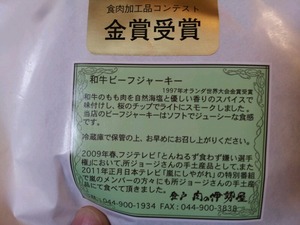 食肉加工品コンテスト
金賞受賞
和牛ビーフジャーキー
1997年オランダ世界大会金賞受賞
和牛のもも肉を自然海塩と優しい香りのスパイスで
味付けし、桜のチップでライトにスモークしました。
当店のビーフジャーキーはソフトでジューシーな食感
です。
冷蔵庫で保管の上、お早めにお召し上がりください。
2009年春、フジテレビ「とんねるず食わず嫌い選手
権」において、所ジョージさんの手土産品として、また
2011年正月日本テレビ「嵐にしやがれ」の特別番組
で嵐のメンバーの方々にも所ジョージさんの手土産
品にて食べて頂きました。
登戸 肉の伊勢屋
044-900-1934 FAX:044-900-3838